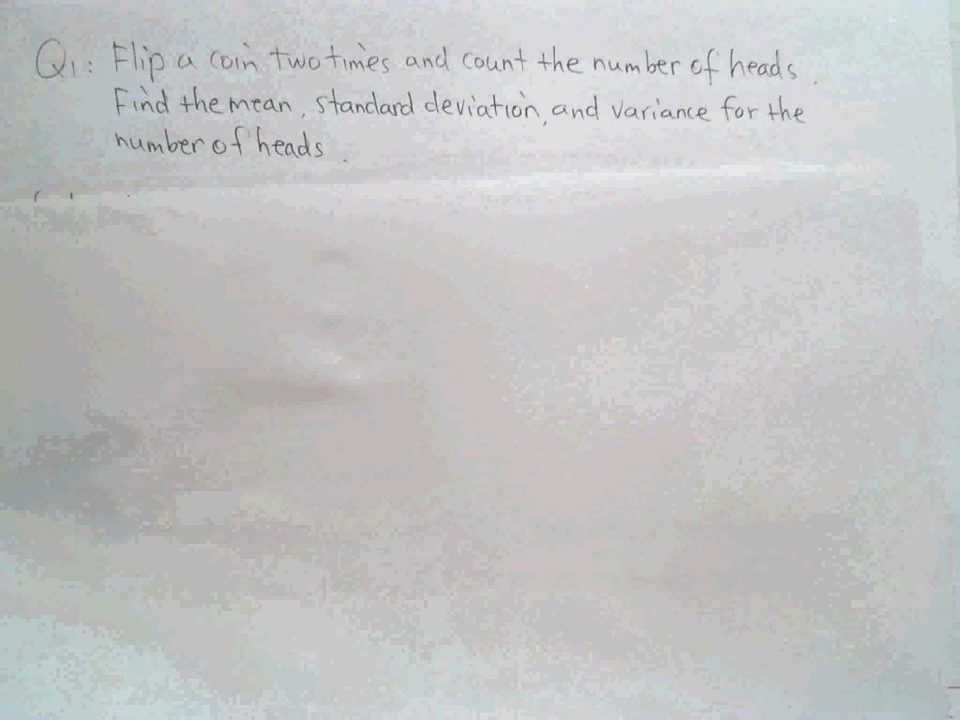 Q1: Flip a coin two times and count the number of heads.
Find the mean, standard deviation, and variance for the
number of heads.